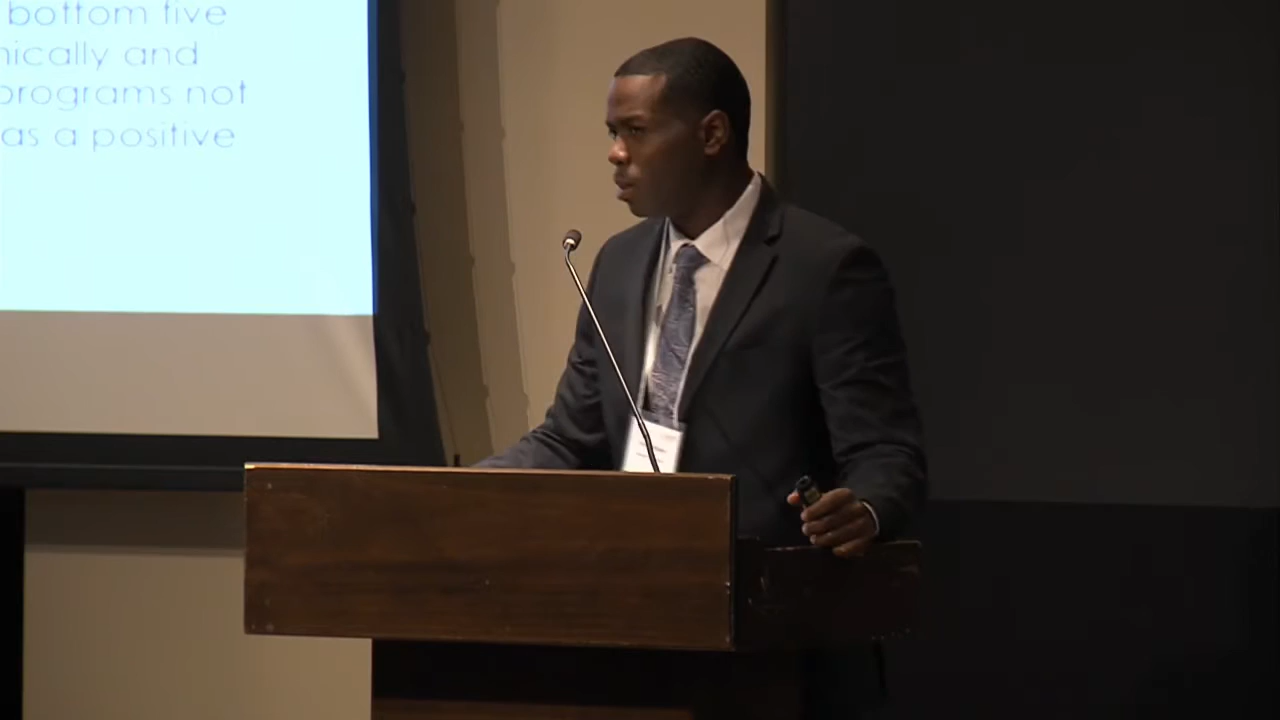 bottom five
nically and
programs not
as a positive